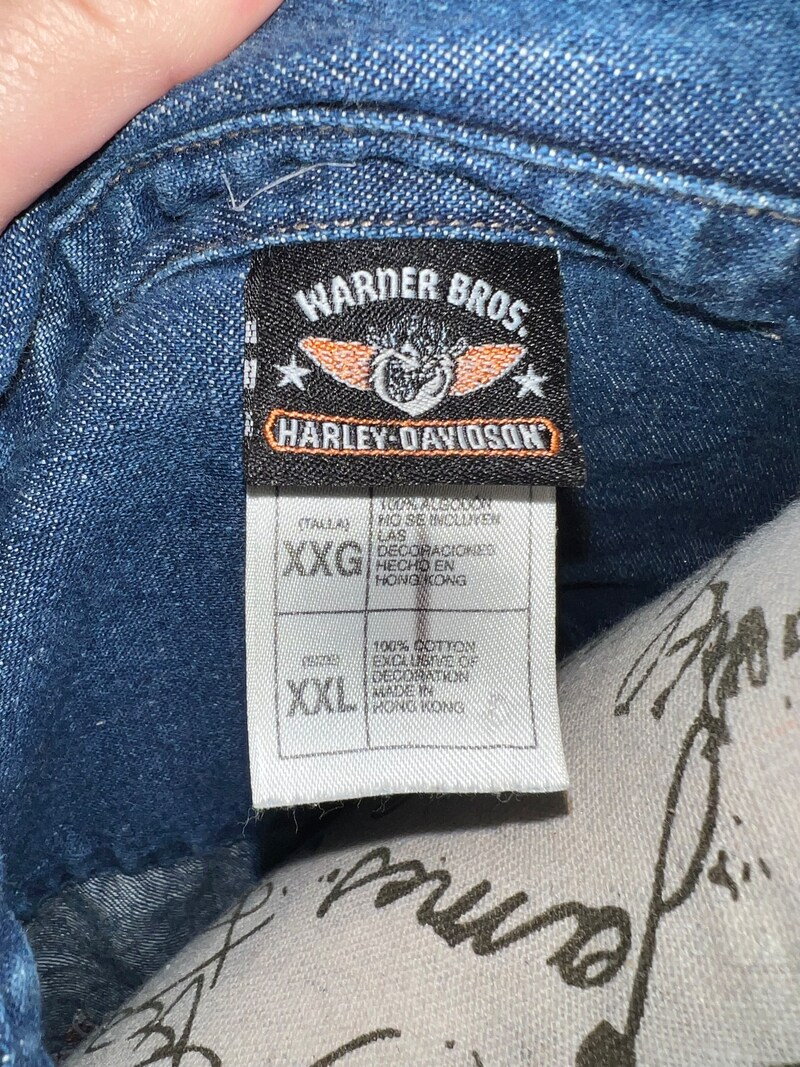 WARNER BROS.
HARLEY-DAVIDSON
(TALLA)
XXG
100% ALGODON
NO SE INCLUYEN
LAS
DECORACIONES
HECHO EN
HONG KONG
(SIZE)
XXL
100% COTTON
EXCLUSIVE OF
DECORATION
MADE IN
HONG KONG